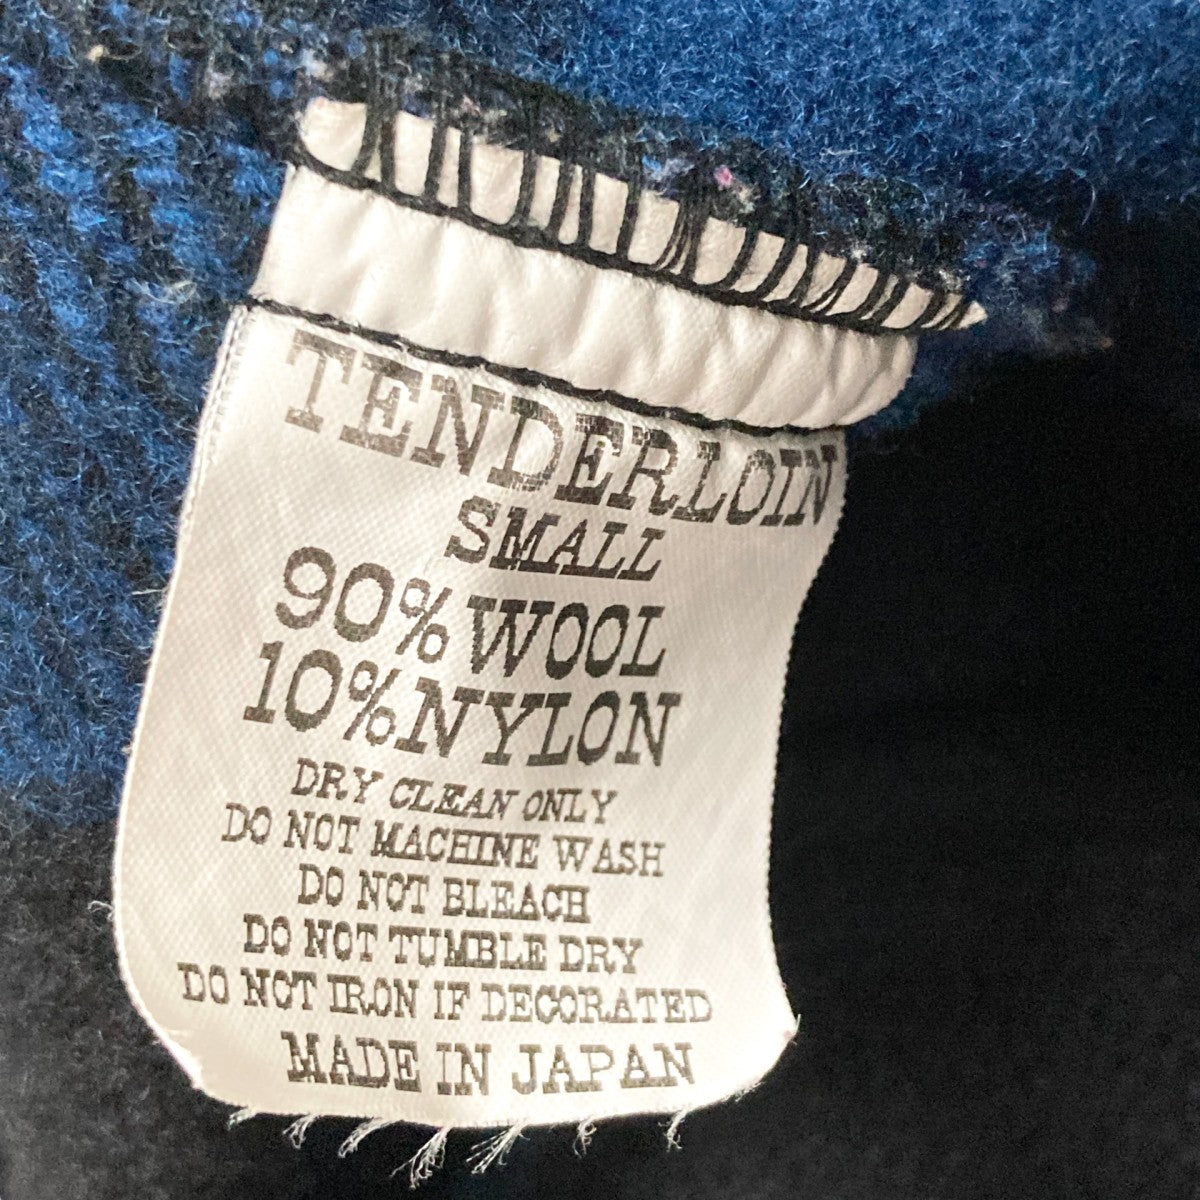 TENDERLOIN
SMALL
90% WOOL
10% NYLON
DRY CLEAN ONLY
DO NOT MACHINE WASH
DO NOT BLEACH
DO NOT TUMBLE DRY
DO NOT IRON IF DECORATED
MADE IN JAPAN